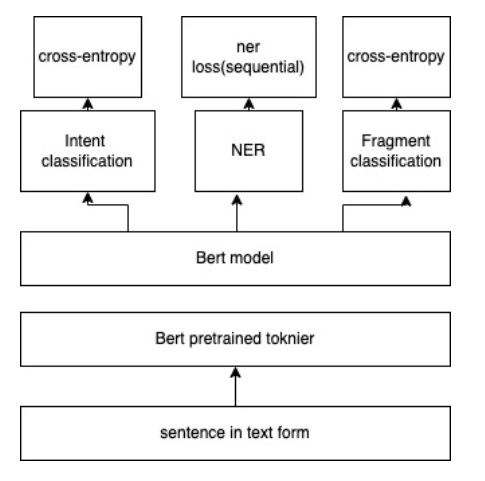 cross-entropy
ner
loss(sequential)
cross-entropy
Intent
classification
NER
Fragment
classification
Bert model
Bert pretrained toknier
sentence in text form